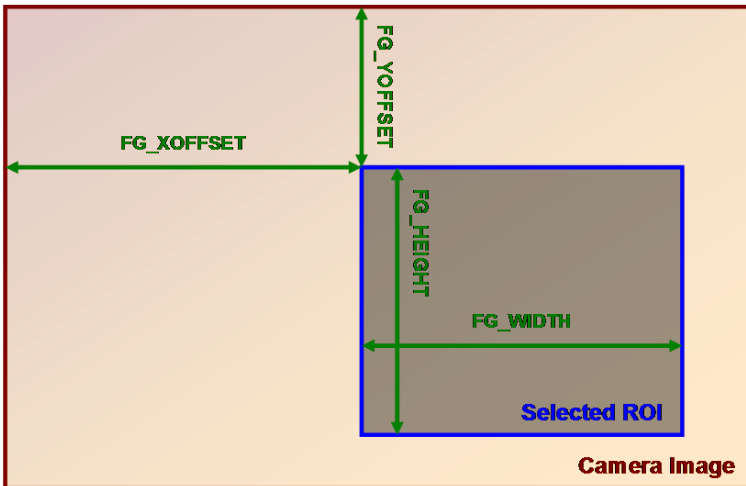 FG_YOFFSET
FG_XOFFSET
FG_HEIGHT
FG_WIDTH
Selected ROI
Camera Image